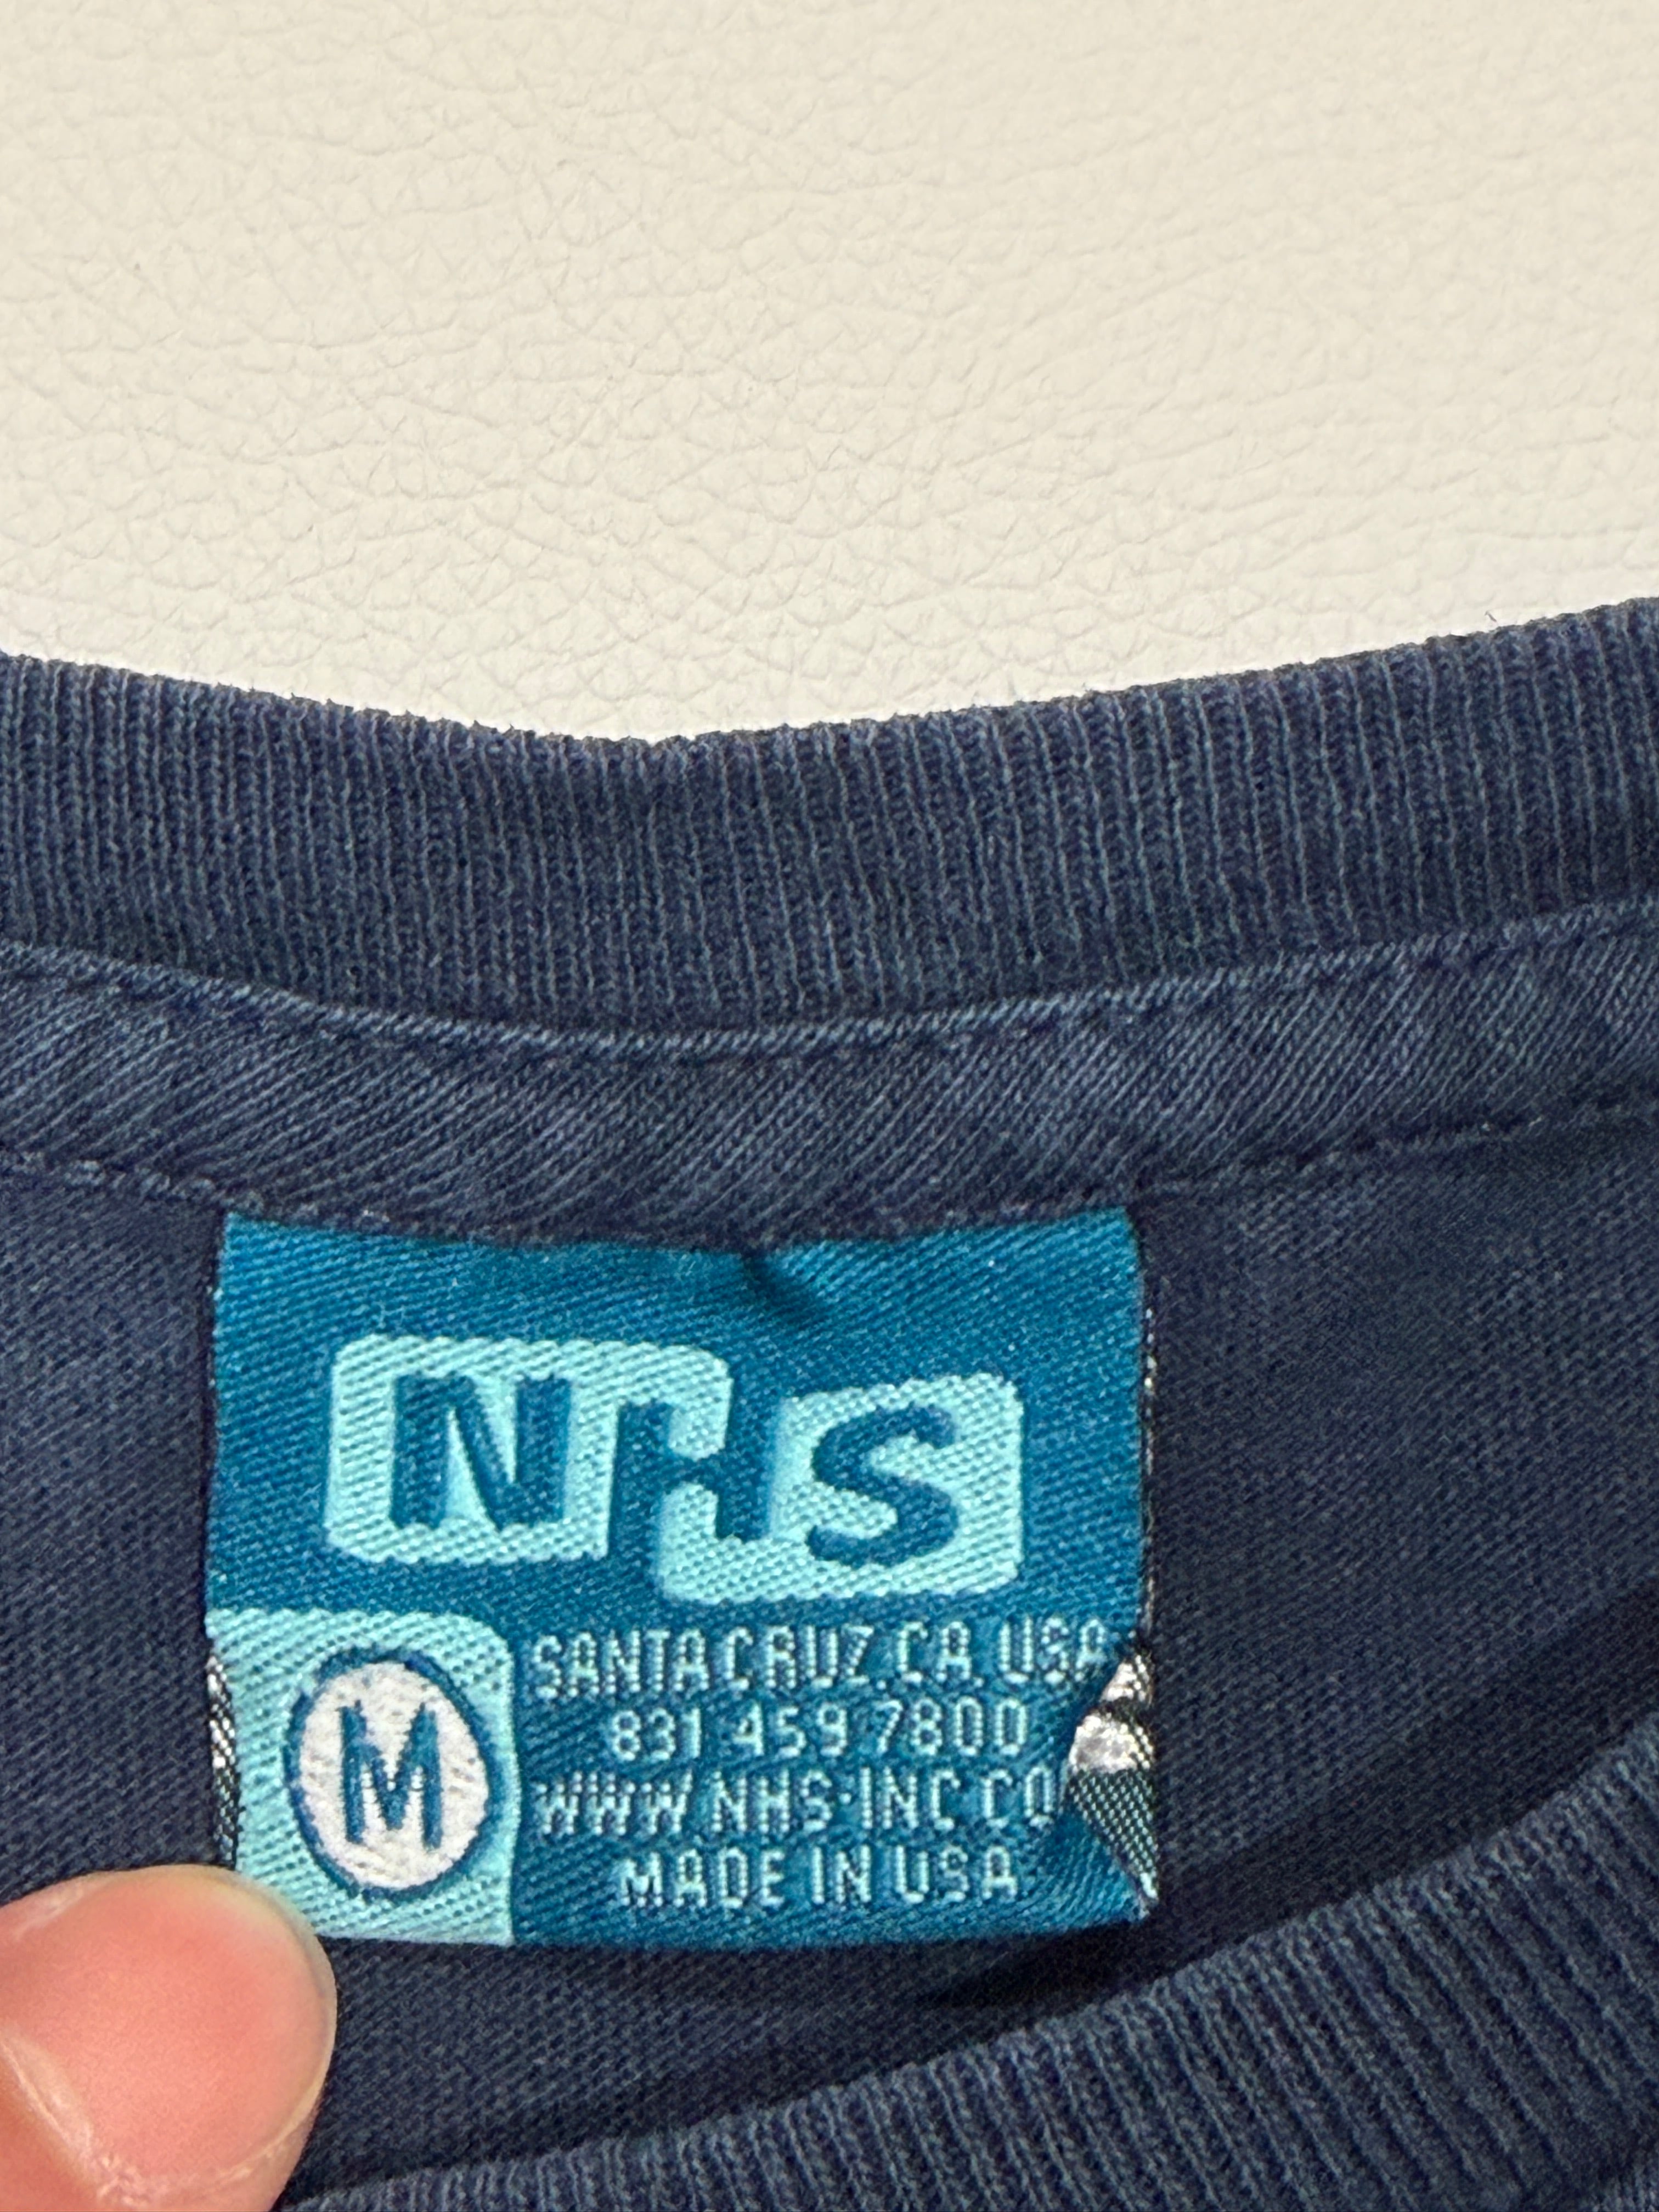 NHS
M
SANTA CRUZ. CA. USA
831 459 7800
WWW.NHS-INC.CO
MADE IN USA